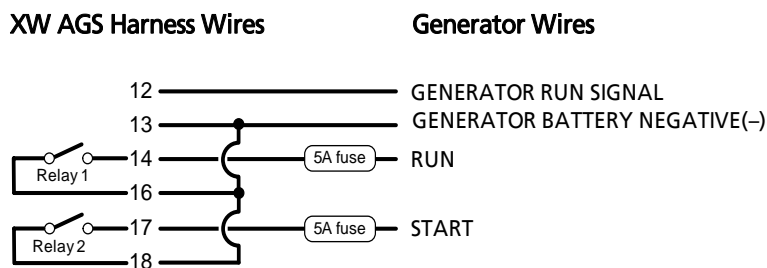 XW AGS Harness Wires Generator Wires
12 GENERATOR RUN SIGNAL
13 GENERATOR BATTERY NEGATIVE(–)
14 5A fuse RUN
Relay 1
16
17 5A fuse START
Relay 2
18